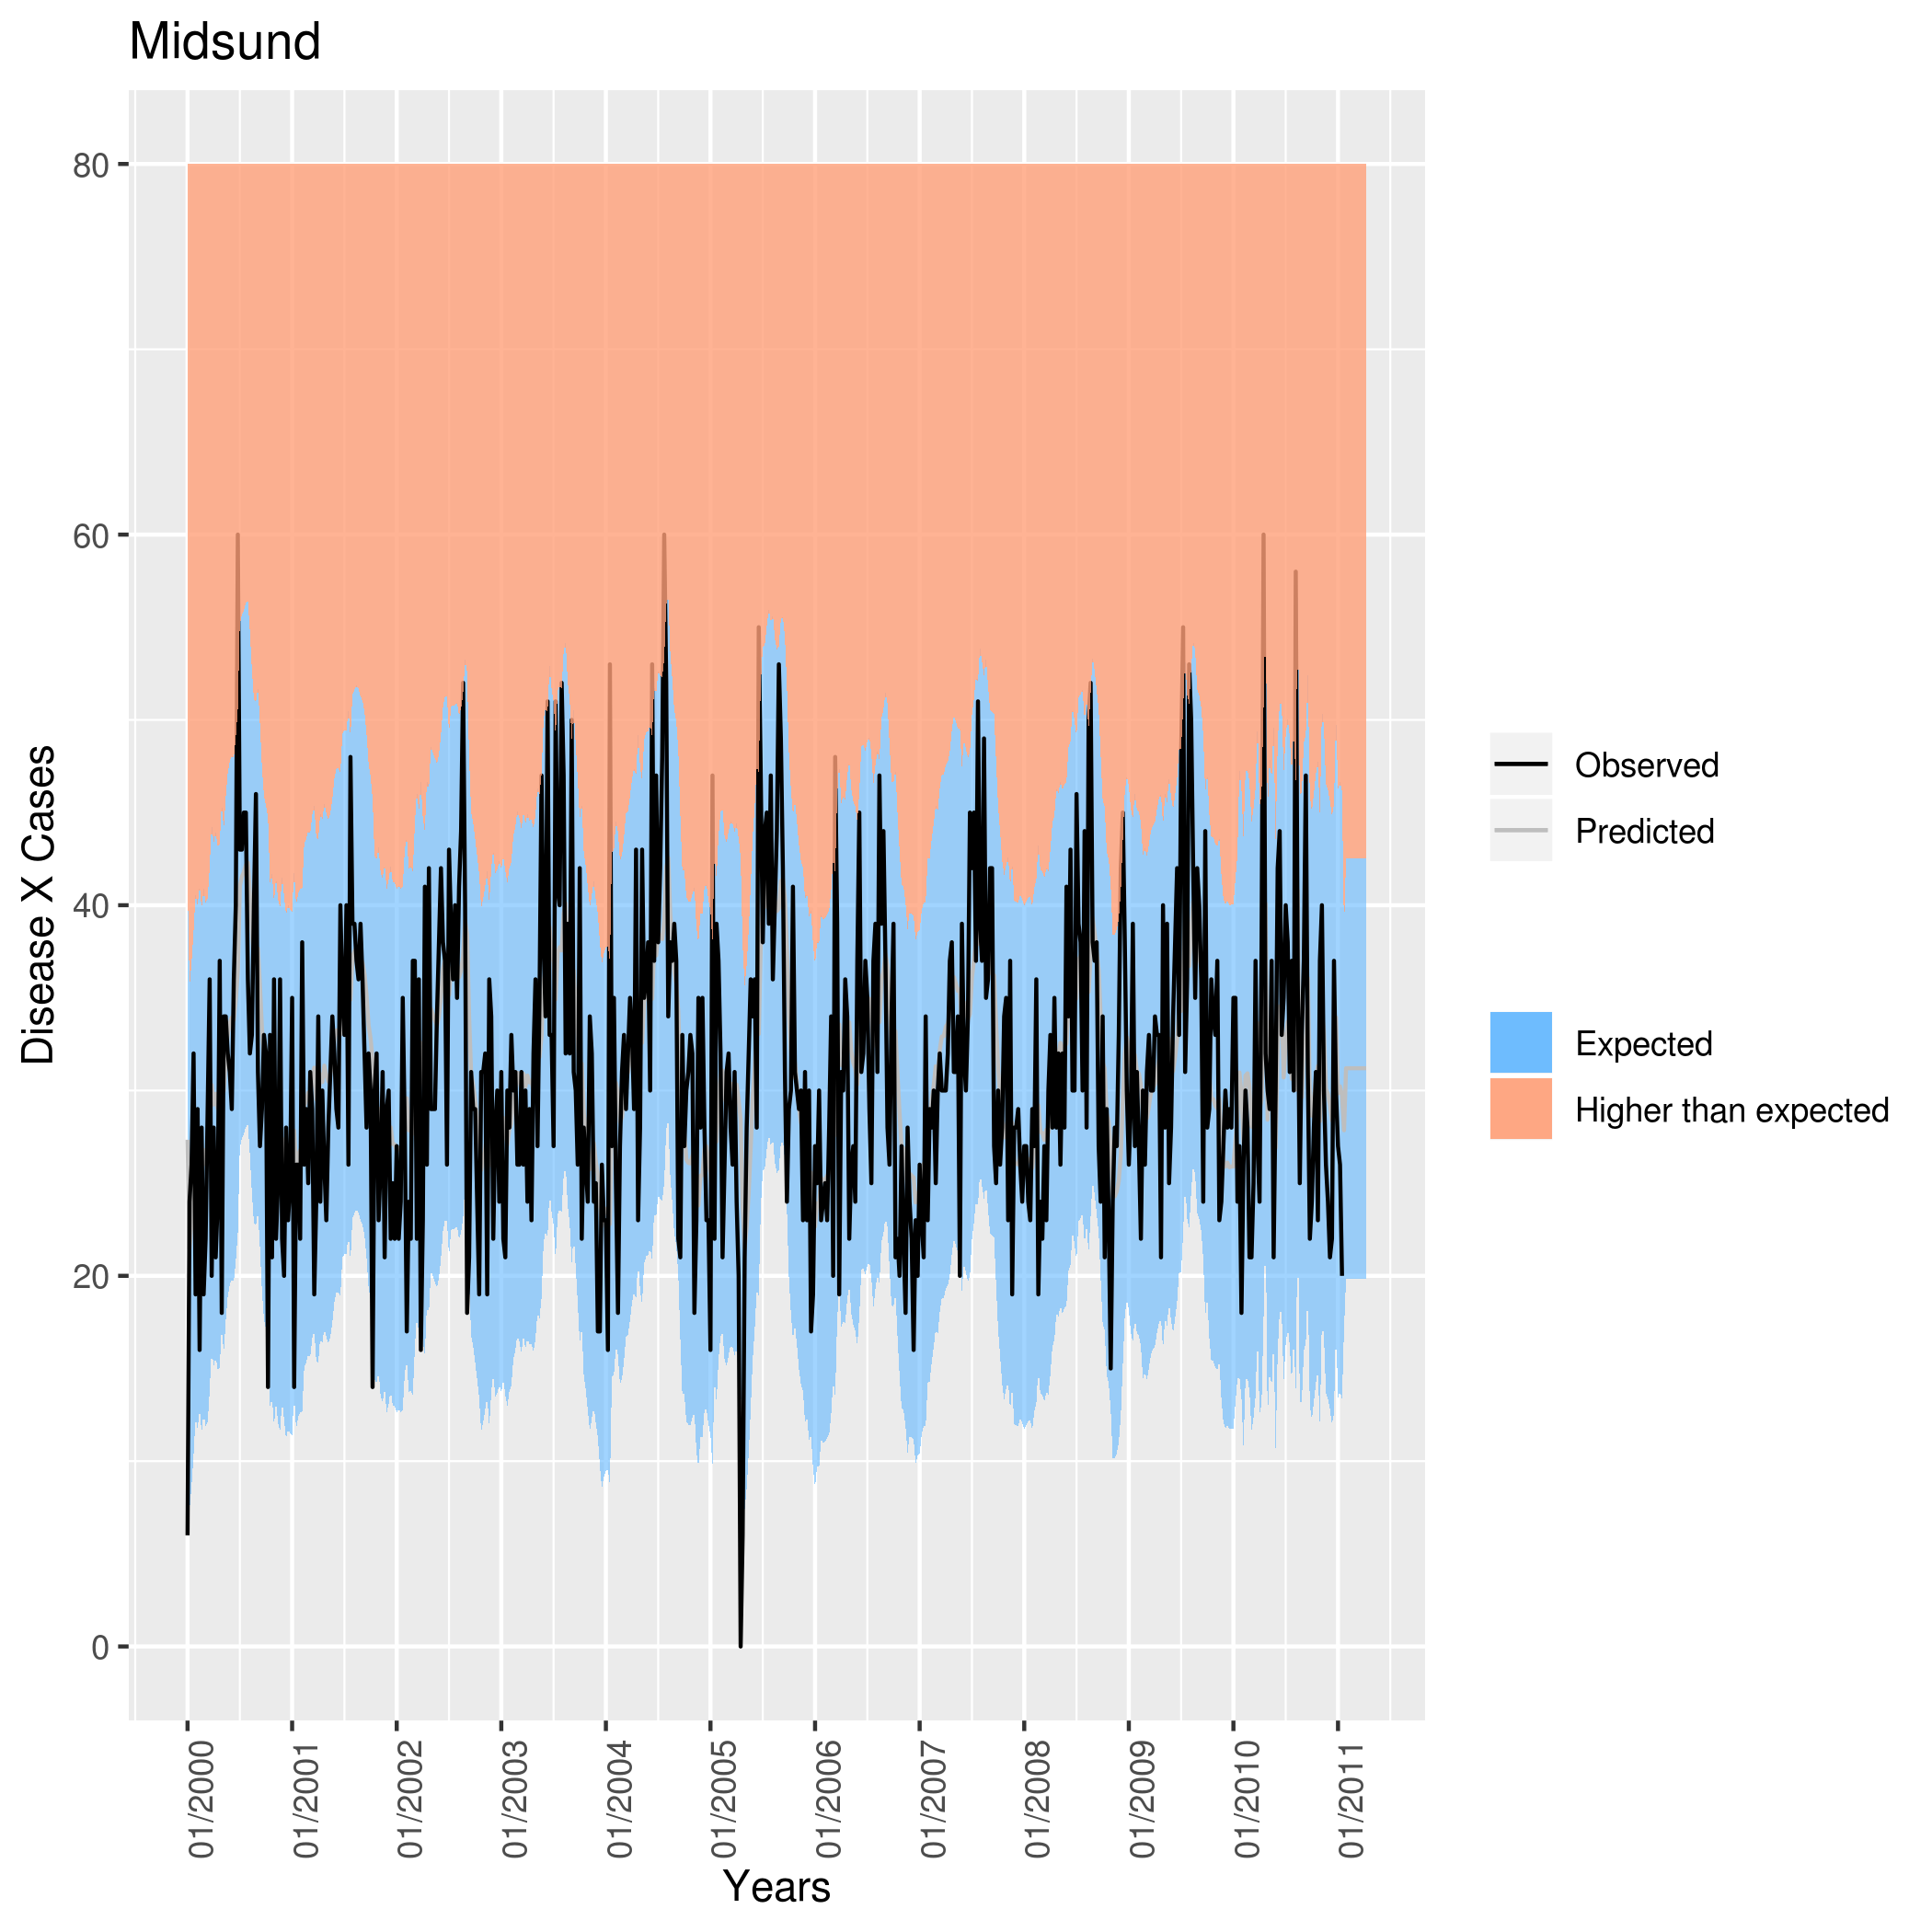 Midsund
80
60
40
20
0
Disease X Cases
01/2000
01/2001
01/2002
01/2003
01/2004
01/2005
01/2006
01/2007
01/2008
01/2009
01/2010
01/2011
Years
Observed
Predicted
Expected
Higher than expected